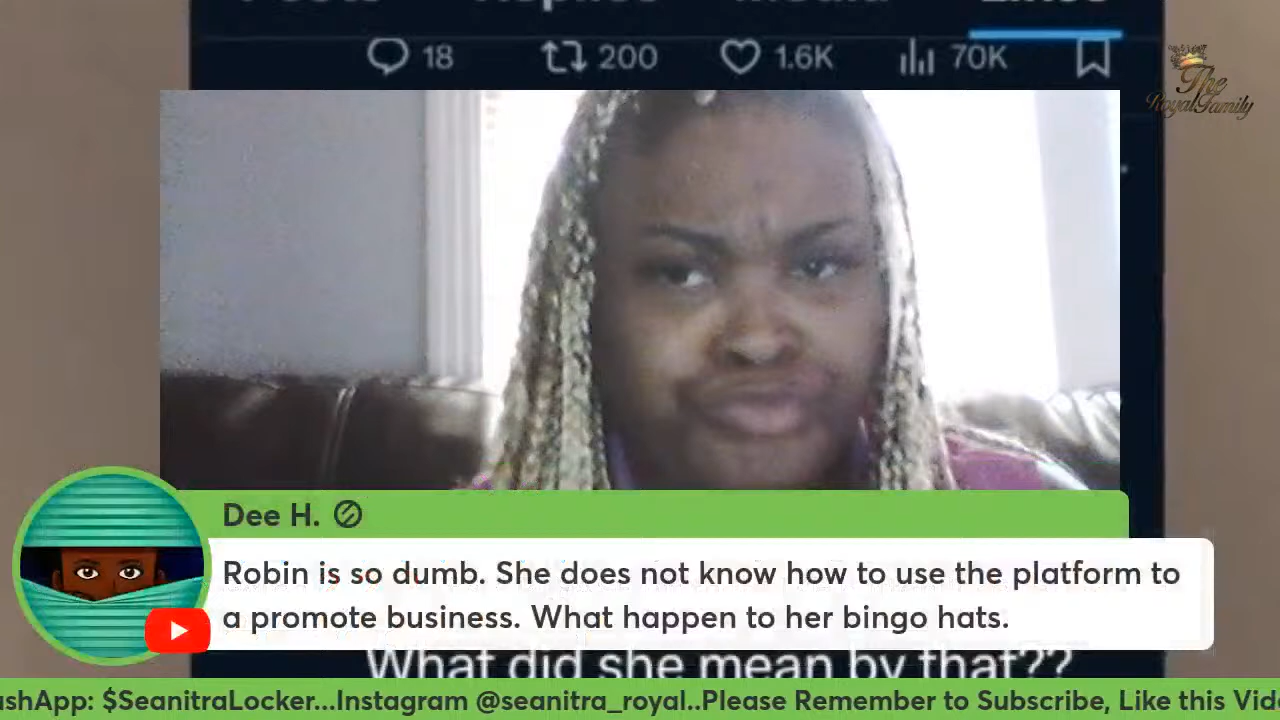 18 200 1.6K 70K
The
Royal Family
Dee H.
Robin is so dumb. She does not know how to use the platform to
a promote business. What happen to her bingo hats.
What did she mean by that??
ashApp: $SeanitraLocker...Instagram @seanitra_royal..Please Remember to Subscribe, Like this Vide